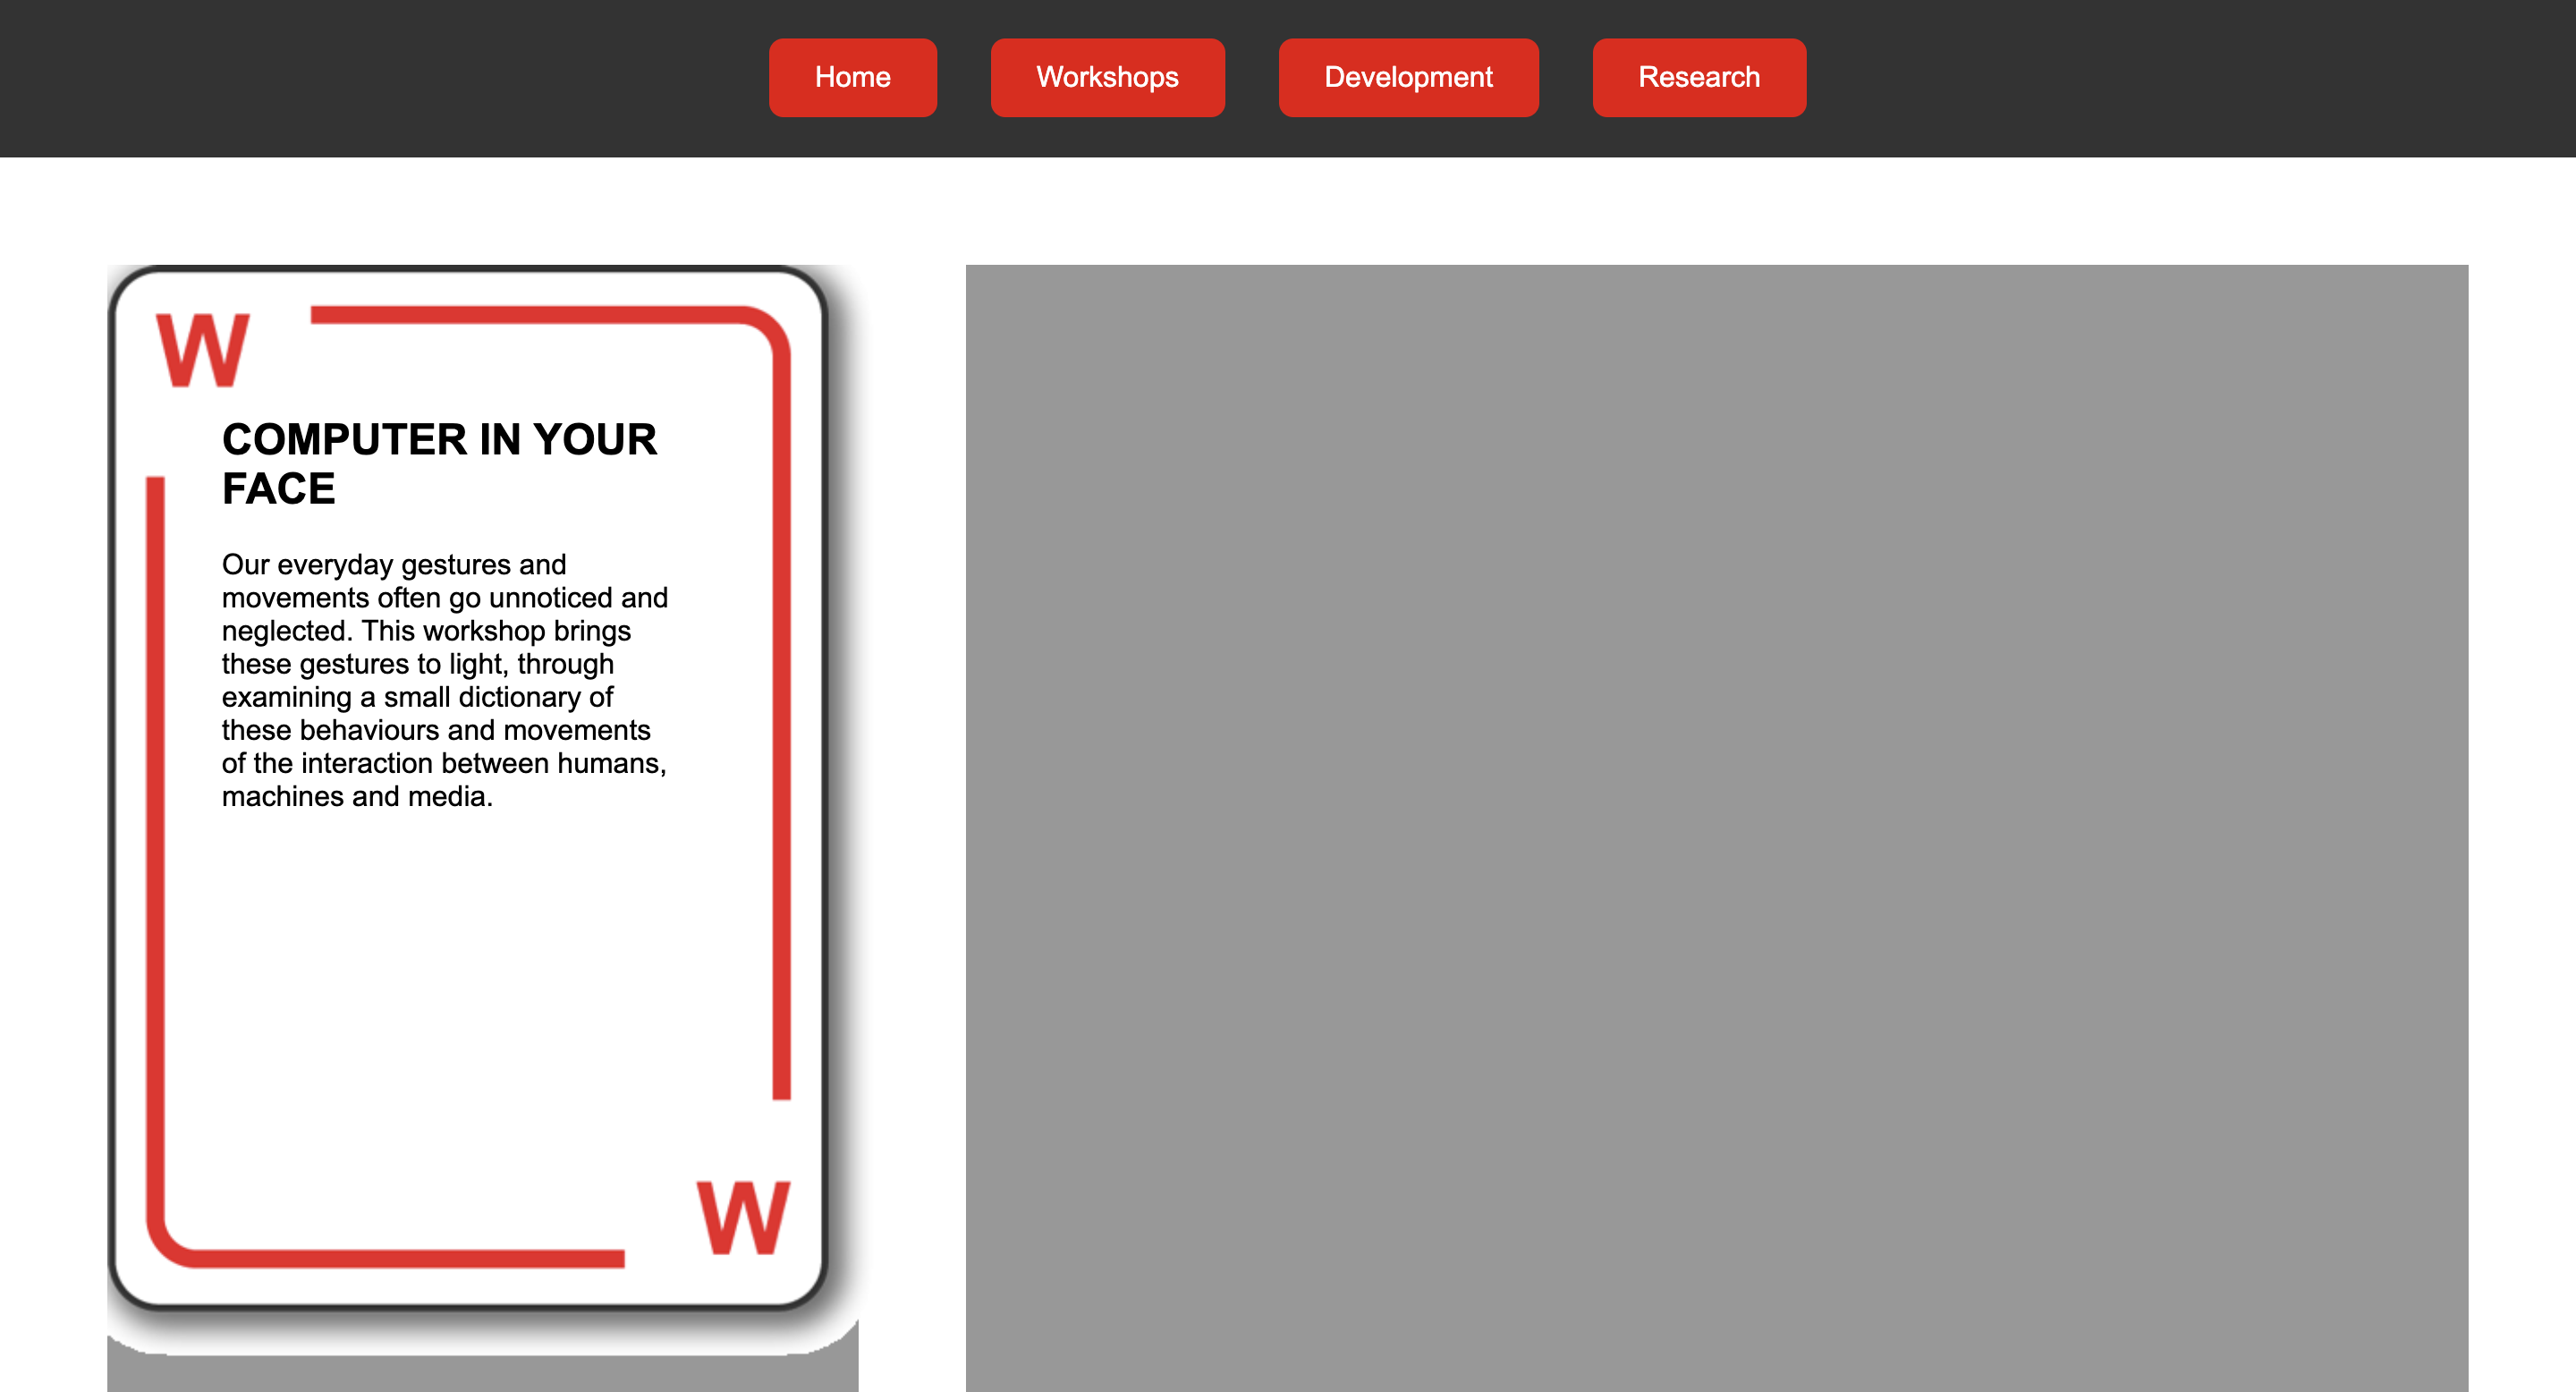 Home Workshops Development Research
W
COMPUTER IN YOUR
FACE
Our everyday gestures and
movements often go unnoticed and
neglected. This workshop brings
these gestures to light, through
examining a small dictionary of
these behaviours and movements
of the interaction between humans,
machines and media.
W